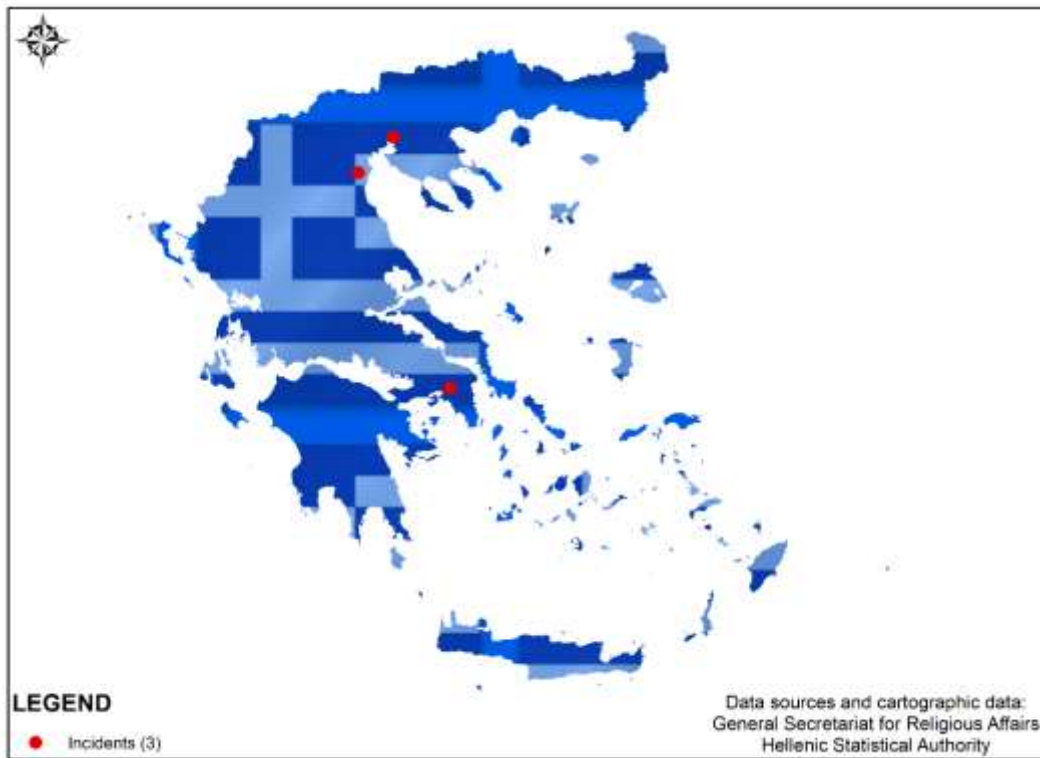 LEGEND
Incidents (3)
Data sources and cartographic data:
General Secretariat for Religious Affairs
Hellenic Statistical Authority